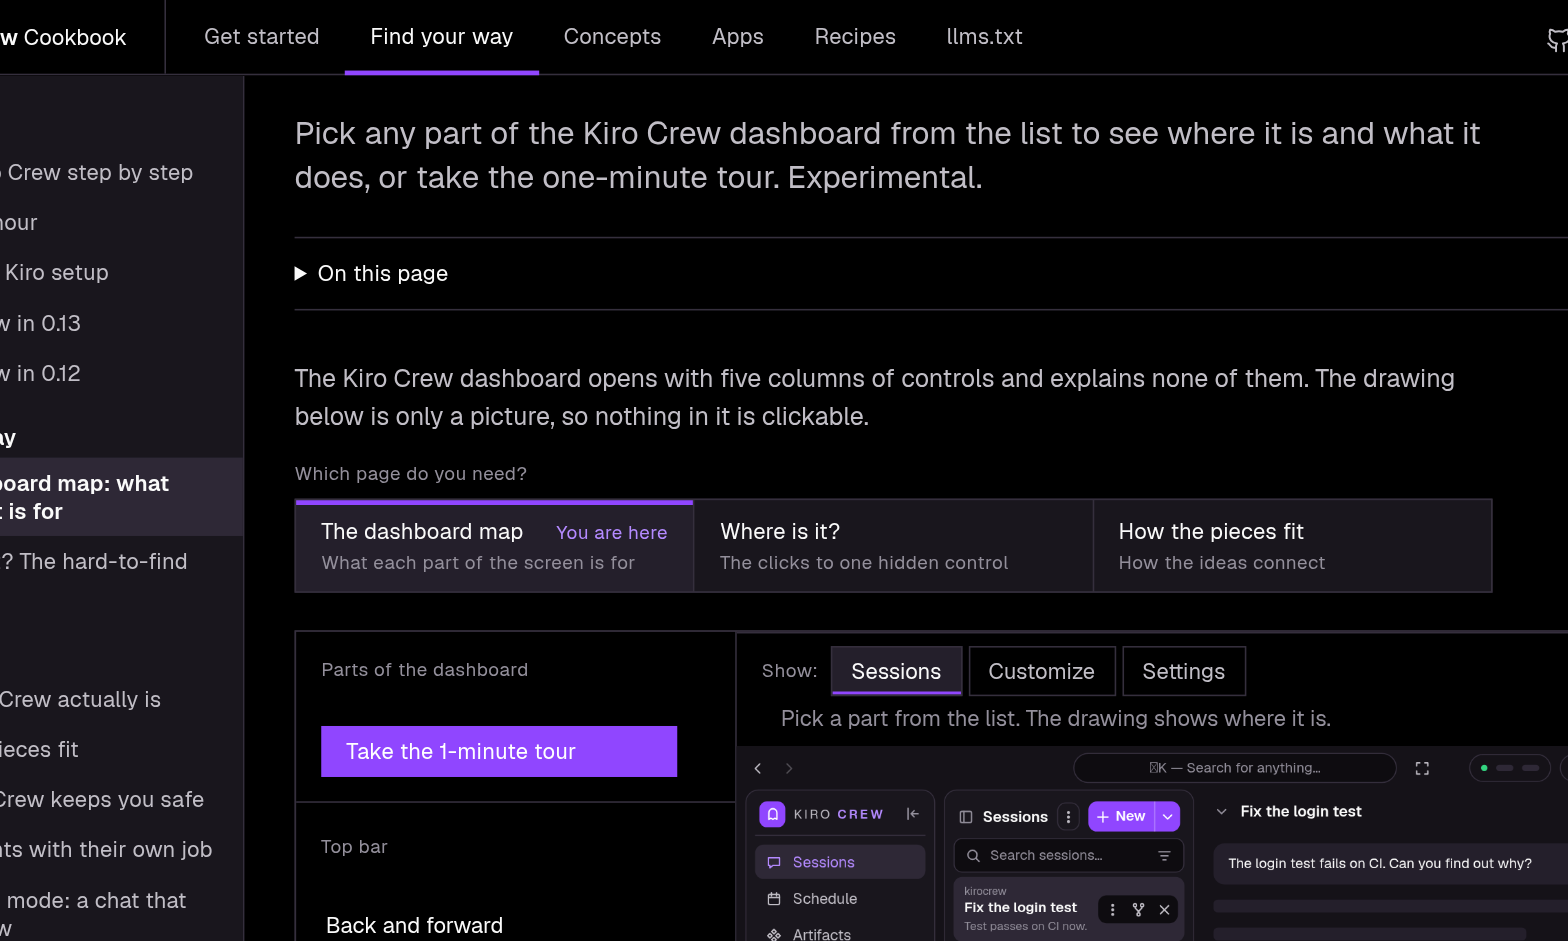 w Cookbook
Get started
Find your way
Concepts
Apps
Recipes
llms.txt
Crew step by step
hour
Kiro setup
w in 0.13
w in 0.12
ay
board map: what
t is for
? The hard-to-find
Crew actually is
ieces fit
Crew keeps you safe
nts with their own job
mode: a chat that
w
Pick any part of the Kiro Crew dashboard from the list to see where it is and what it
does, or take the one-minute tour. Experimental.
On this page
The Kiro Crew dashboard opens with five columns of controls and explains none of them. The drawing
below is only a picture, so nothing in it is clickable.
Which page do you need?
The dashboard map
You are here
What each part of the screen is for
Where is it?
The clicks to one hidden control
How the pieces fit
How the ideas connect
Parts of the dashboard
Take the 1-minute tour
Top bar
Back and forward
Show:
Sessions
Customize
Settings
Pick a part from the list. The drawing shows where it is.
K — Search for anything...
KIRO CREW
Sessions
Schedule
Artifacts
Sessions
New
Search sessions...
kirocrew
Fix the login test
Test passes on CI now.
Fix the login test
The login test fails on CI. Can you find out why?